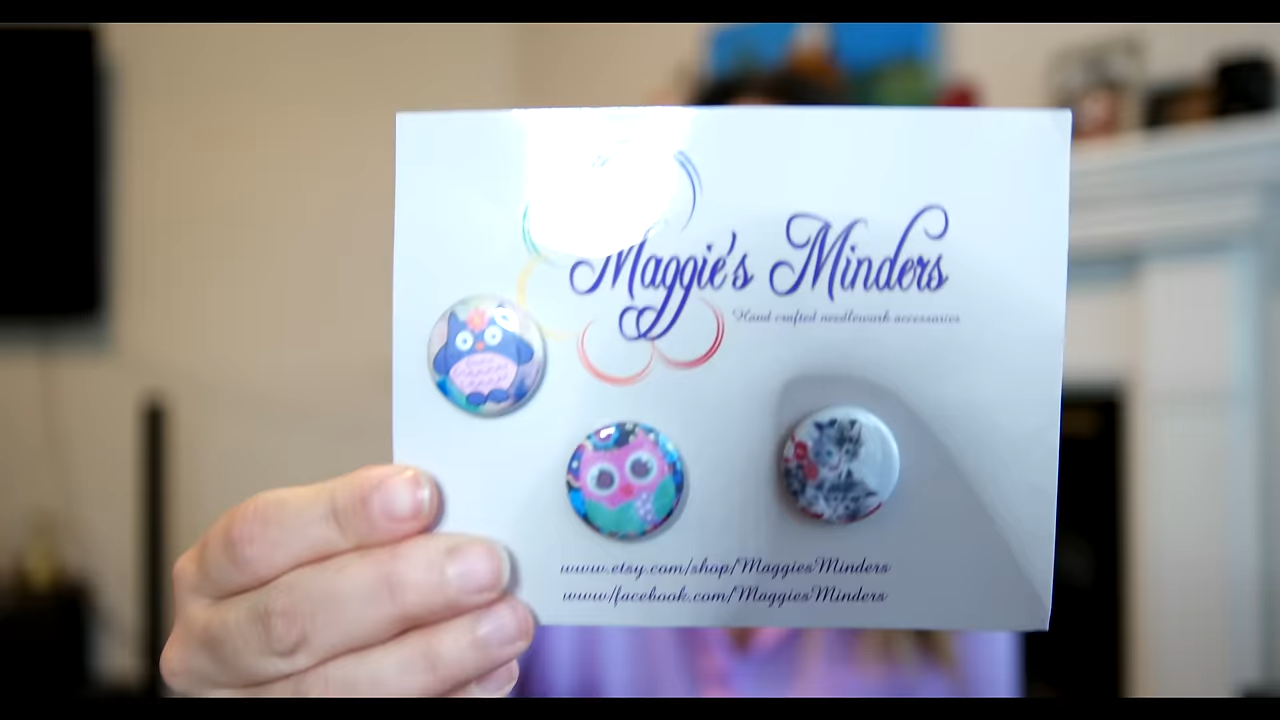 Maggie's Minders
Hand crafted needlework accessories
www.etsy.com/shop/MaggiesMinders
www/facebook.com/MaggiesMinders